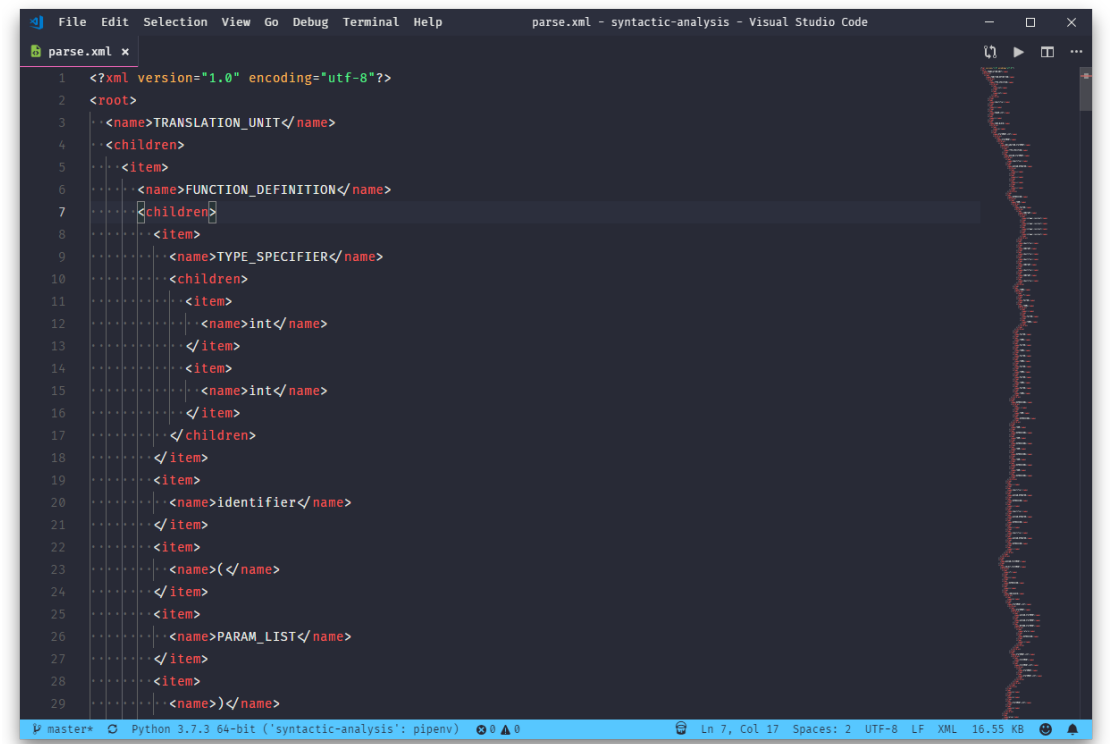 File Edit Selection View Go Debug Terminal Help parse.xml - syntactic-analysis - Visual Studio Code
parse.xml
1 <?xml version="1.0" encoding="utf-8"?>
2 <root>
3 <name>TRANSLATION_UNIT</name>
4 <children>
5 <item>
6 <name>FUNCTION_DEFINITION</name>
7 <children>
8 <item>
9 <name>TYPE_SPECIFIER</name>
10 <children>
11 <item>
12 <name>int</name>
13 </item>
14 <item>
15 <name>int</name>
16 </item>
17 </children>
18 </item>
19 <item>
20 <name>identifier</name>
21 </item>
22 <item>
23 <name>(</name>
24 </item>
25 <item>
26 <name>PARAM_LIST</name>
27 </item>
28 <item>
29 <name>)</name>
master* Python 3.7.3 64-bit ('syntactic-analysis': pipenv) 0 0 Ln 7, Col 17 Spaces: 2 UTF-8 LF XML 16.55 KB